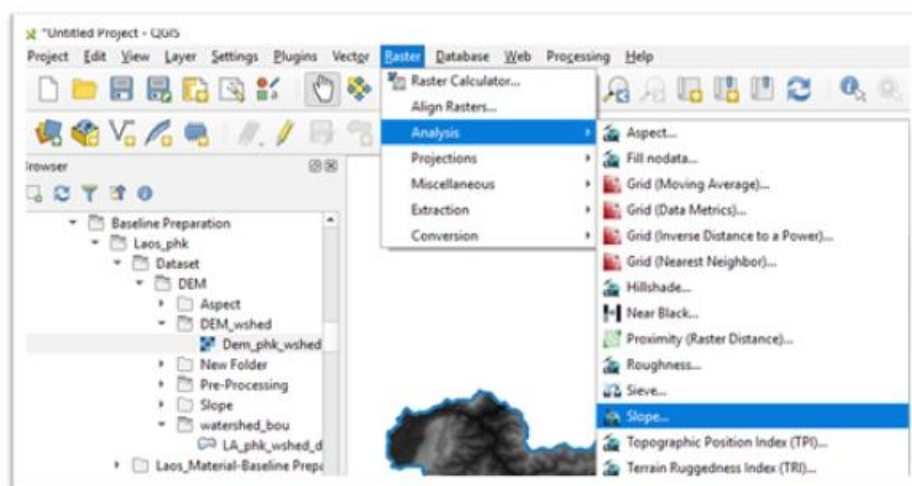 "Untitled Project - QGIS
Project Edit View Layer Settings Plugins Vector Raster Database Web Processing Help
Raster Calculator...
Align Rasters...
Analysis
Projections
Miscellaneous
Extraction
Conversion
Aspect...
Fill nodata...
Grid (Moving Average)...
Grid (Data Metrics)...
Grid (Inverse Distance to a Power)...
Grid (Nearest Neighbor)...
Hillshade...
Near Black...
Proximity (Raster Distance)...
Roughness...
Sieve...
Slope...
Topographic Position Index (TPI)...
Terrain Ruggedness Index (TRI)...
Browser
Baseline Preparation
Laos_phk
Dataset
DEM
Aspect
DEM_wshed
Dem_phk_wshed
New Folder
Pre-Processing
Slope
watershed_bou
LA_phk_wshed_d
Laos_Material-Baseline Prepa